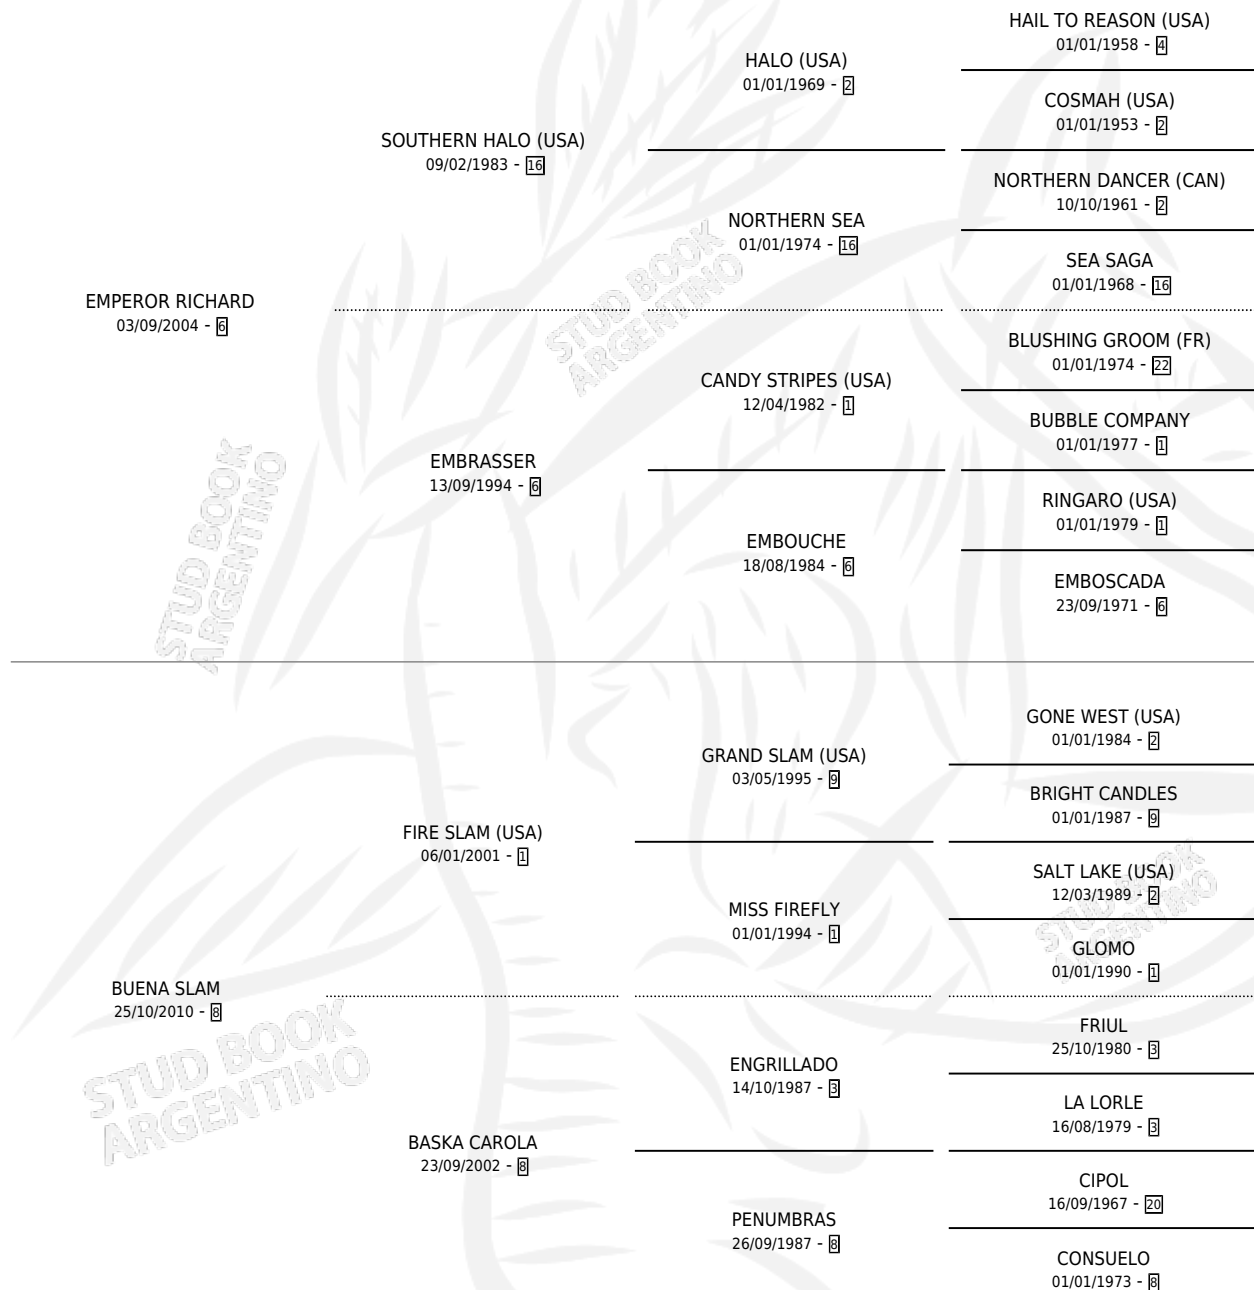 HAIL TO REASON (USA)
01/01/1958 - 4
HALO (USA)
01/01/1969 - 2
COSMAH (USA)
01/01/1953 - 2
SOUTHERN HALO (USA)
09/02/1983 - 16
NORTHERN DANCER (CAN)
10/10/1961 - 2
NORTHERN SEA
01/01/1974 - 16
SEA SAGA
01/01/1968 - 16
EMPEROR RICHARD
03/09/2004 - 6
STUD BOOK
ARGENTINO
BLUSHING GROOM (FR)
01/01/1974 - 22
CANDY STRIPES (USA)
12/04/1982 - 1
BUBBLE COMPANY
01/01/1977 - 1
EMBRASSER
13/09/1994 - 6
RINGARO (USA)
01/01/1979 - 1
EMBOUCHE
18/08/1984 - 6
EMBOSCADA
23/09/1971 - 6
STUD BOOK
ARGENTINO
GONE WEST (USA)
01/01/1984 - 2
GRAND SLAM (USA)
03/05/1995 - 9
BRIGHT CANDLES
01/01/1987 - 9
FIRE SLAM (USA)
06/01/2001 - 1
SALT LAKE (USA)
12/03/1989 - 2
MISS FIREFLY
01/01/1994 - 1
STUD BOOK
ARGENTINO
GLOMO
01/01/1990 - 1
BUENA SLAM
25/10/2010 - 8
FRIUL
25/10/1980 - 3
ENGRILLADO
14/10/1987 - 3
STUD BOOK
ARGENTINO
LA LORLE
16/08/1979 - 3
BASKA CAROLA
23/09/2002 - 8
CIPOL
16/09/1967 - 20
PENUMBRAS
26/09/1987 - 8
CONSUELO
01/01/1973 - 8